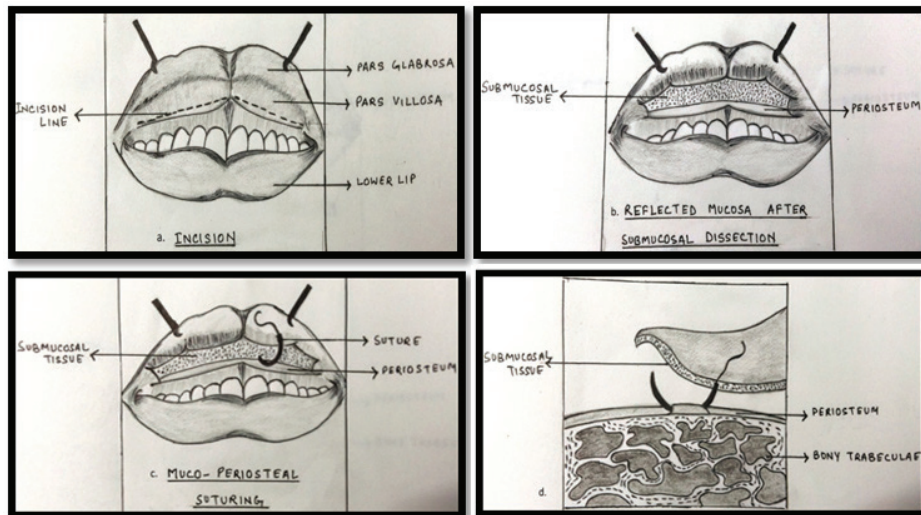 PARS GLABROSA
PARS VILLOSA
INCISION
LINE
LOWER LIP
a. INCISION
SUBMUCOSAL
TISSUE
PERIOSTEUM
b. REFLECTED MUCOSA AFTER
SUBMUCOSAL DISSECTION
SUBMUCOSAL
TISSUE
SUTURE
PERIOSTEUM
c. MUCO-PERIOSTEAL
SUTURING
SUBMUCOSAL
TISSUE
PERIOSTEUM
BONY TRABECULAE
d.